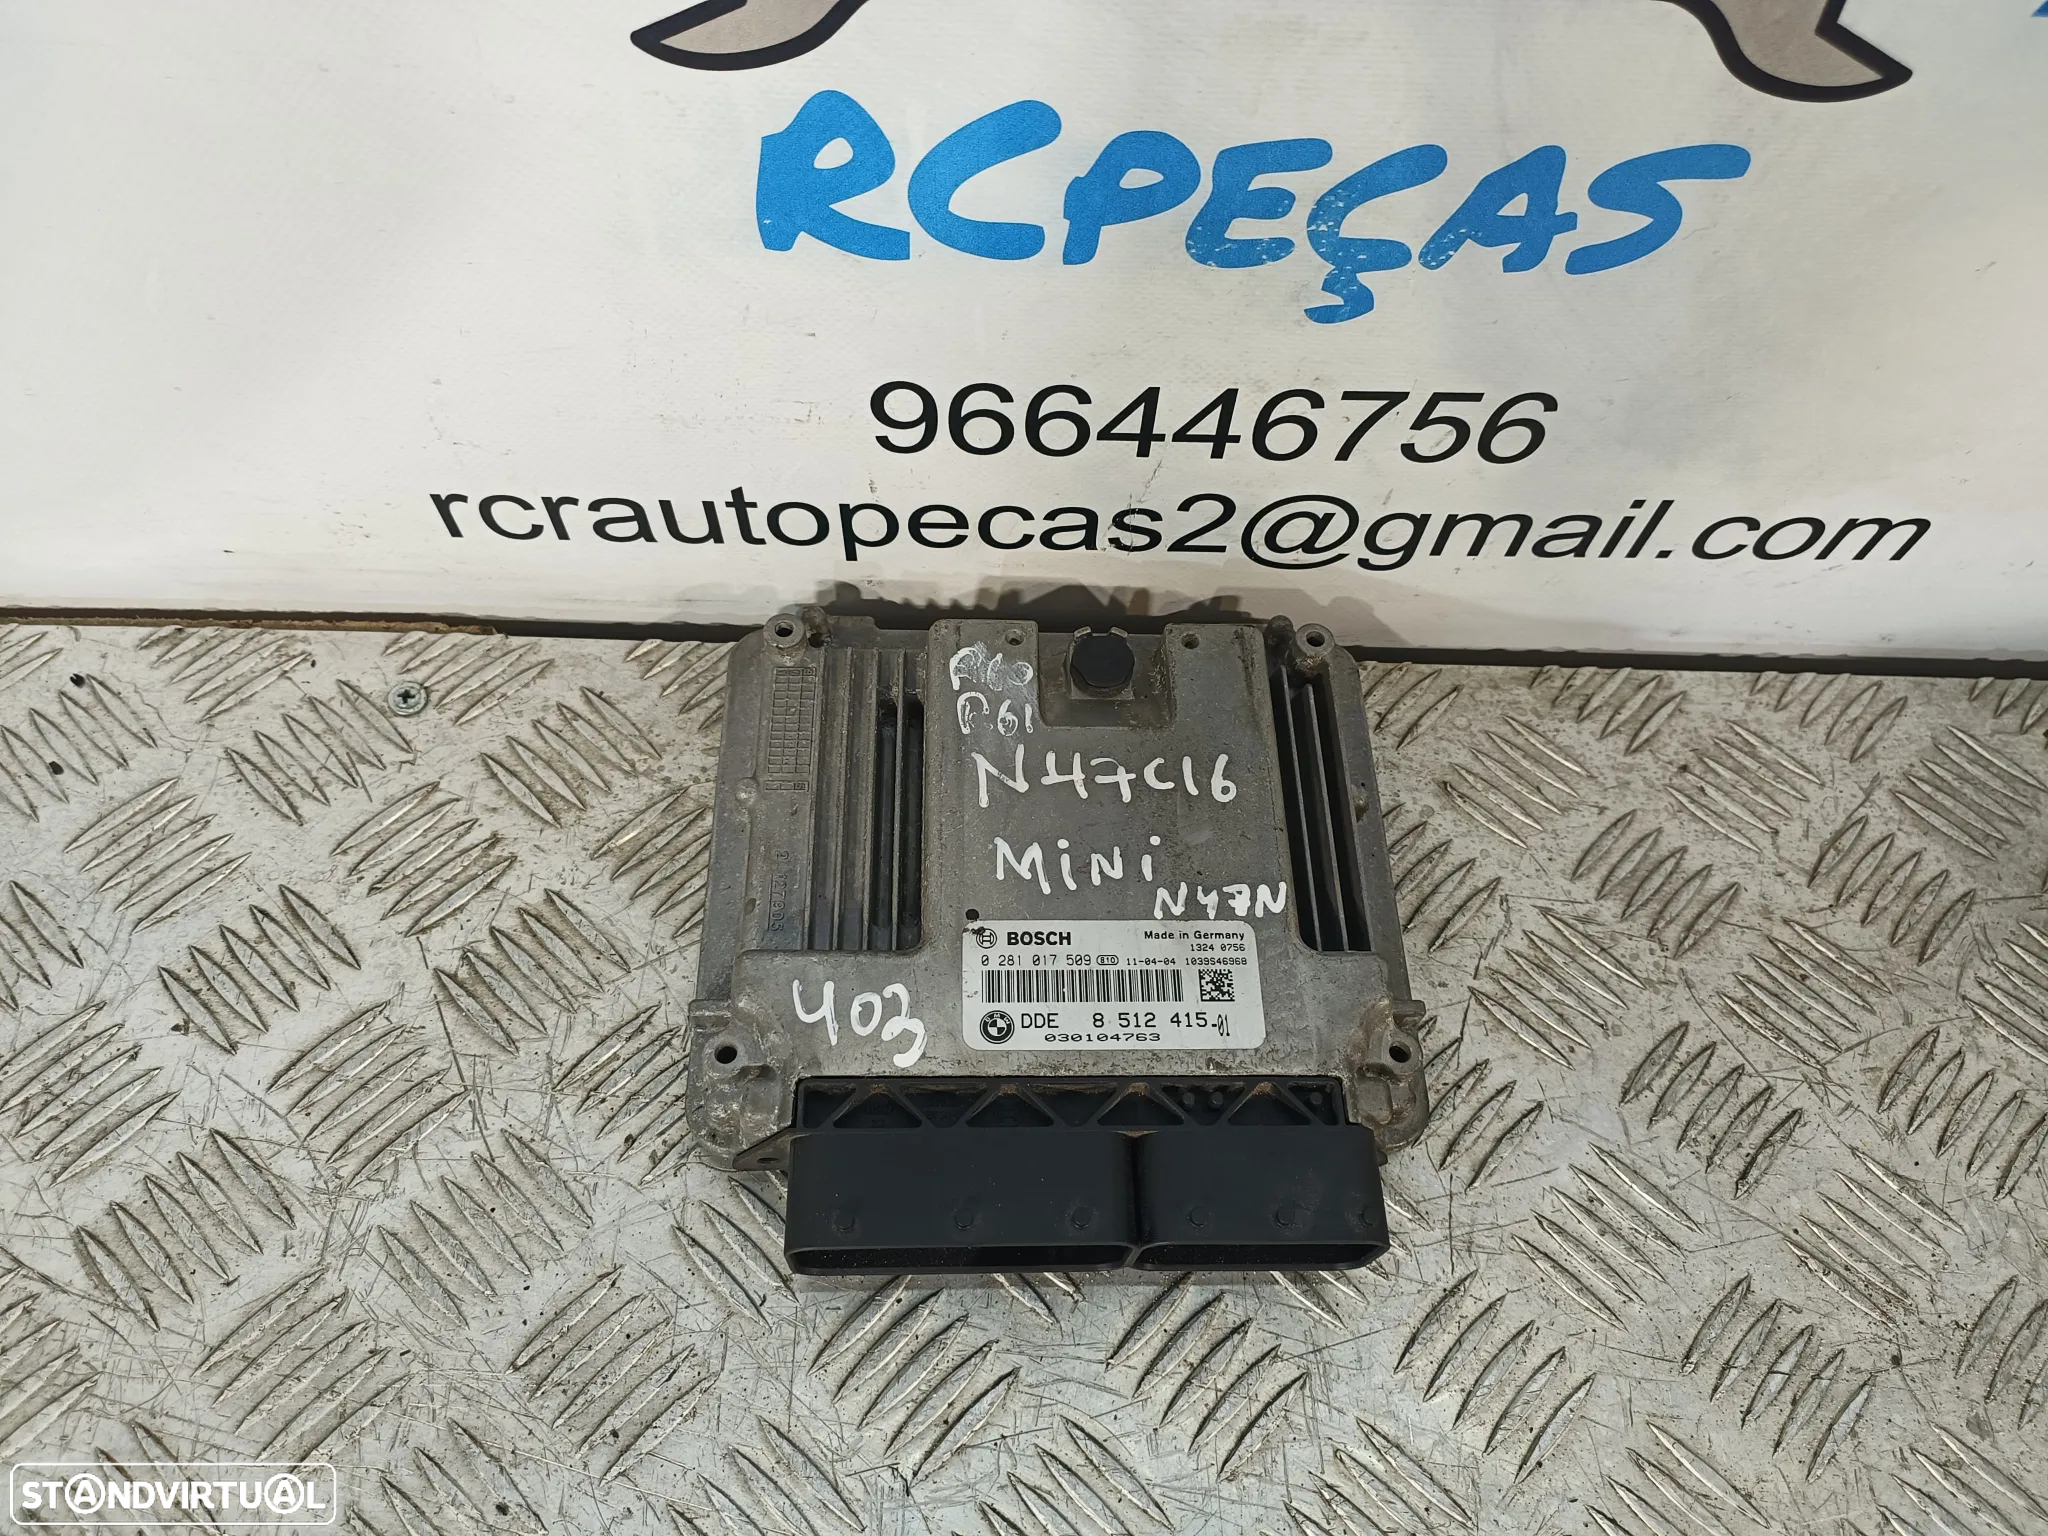 RCPEÇAS
966446756
rcrautopecas2@gmail.com
R60
R61
N47C16
MiNi
N47N
BOSCH
Made in Germany
1324 0756
0 281 017 509 810 11-04-04 1039S46968
DDE 8 512 415-01
030104763
403
STANDVIRTUAL